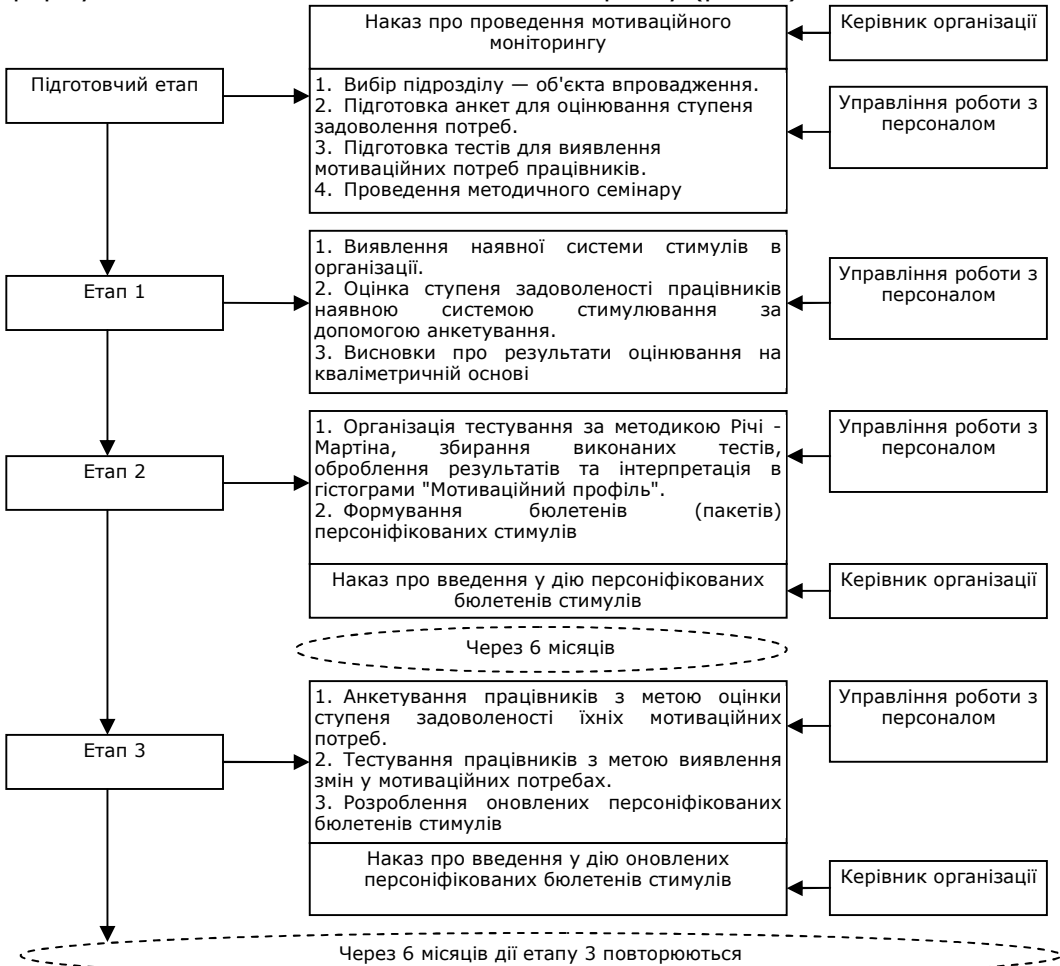 Наказ про проведення мотиваційного
моніторингу
Керівник організації
Підготовчий етап
1. Вибір підрозділу — об'єкта впровадження.
2. Підготовка анкет для оцінювання ступеня
задоволення потреб.
3. Підготовка тестів для виявлення
мотиваційних потреб працівників.
4. Проведення методичного семінару
Управління роботи з
персоналом
Етап 1
1. Виявлення наявної системи стимулів в
організації.
2. Оцінка ступеня задоволеності працівників
наявною системою стимулювання за
допомогою анкетування.
3. Висновки про результати оцінювання на
кваліметричній основі
Управління роботи з
персоналом
Етап 2
1. Організація тестування за методикою Річі -
Мартіна, збирання виконаних тестів,
оброблення результатів та інтерпретація в
гістограми "Мотиваційний профіль".
2. Формування бюлетенів (пакетів)
персоніфікованих стимулів
Управління роботи з
персоналом
Наказ про введення у дію персоніфікованих
бюлетенів стимулів
Керівник організації
Через 6 місяців
Етап 3
1. Анкетування працівників з метою оцінки
ступеня задоволеності їхніх мотиваційних
потреб.
2. Тестування працівників з метою виявлення
змін у мотиваційних потребах.
3. Розроблення оновлених персоніфікованих
бюлетенів стимулів
Управління роботи з
персоналом
Наказ про введення у дію оновлених
персоніфікованих бюлетенів стимулів
Керівник організації
Через 6 місяців дії етапу 3 повторюються